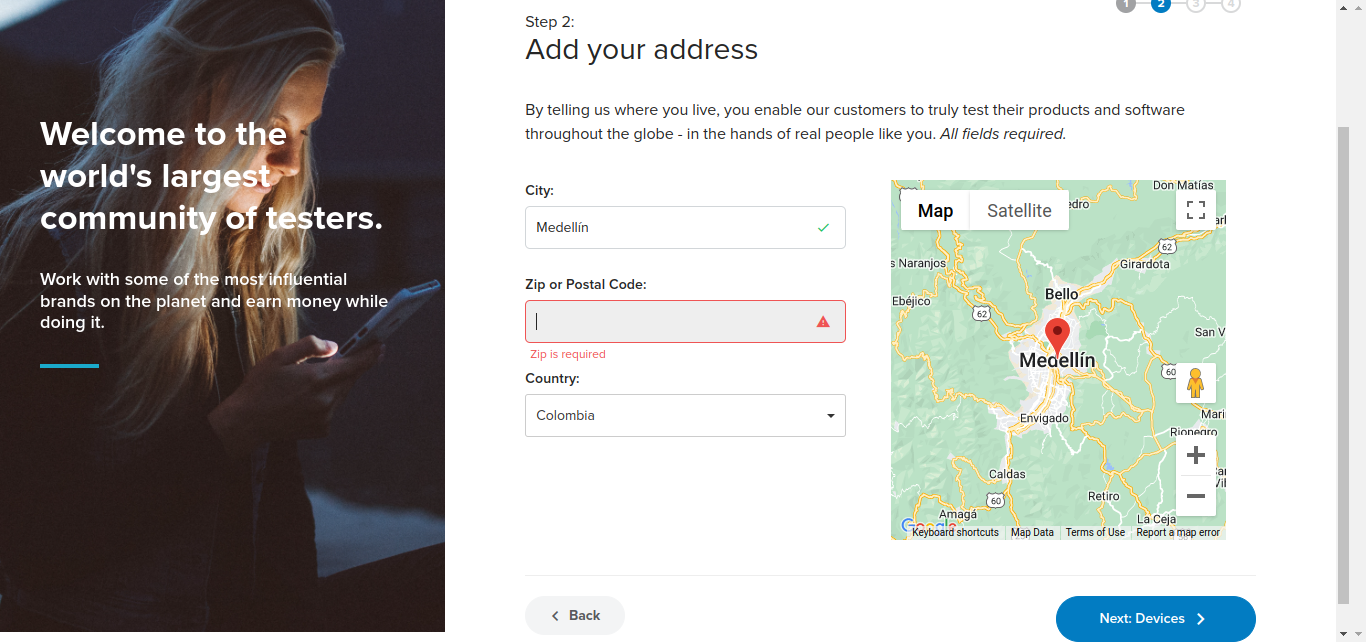 Welcome to the
world's largest
community of testers.
Work with some of the most influential
brands on the planet and earn money while
doing it.
1 2 3 4
Step 2:
Add your address
By telling us where you live, you enable our customers to truly test their products and software
throughout the globe - in the hands of real people like you. All fields required.
City:
Medellín
Zip or Postal Code:
Zip is required
Country:
Colombia
Map
Satellite
Don Matías
edro
62
s Naranjos
Girardota
Ebéjico
Bello
62
San V
Medellín
60
Mari
Envigado
Rionegro
Caldas
60
Retiro
Amagá
La Ceja
Google
Keyboard shortcuts
Map Data
Terms of Use
Report a map error
Back
Next: Devices